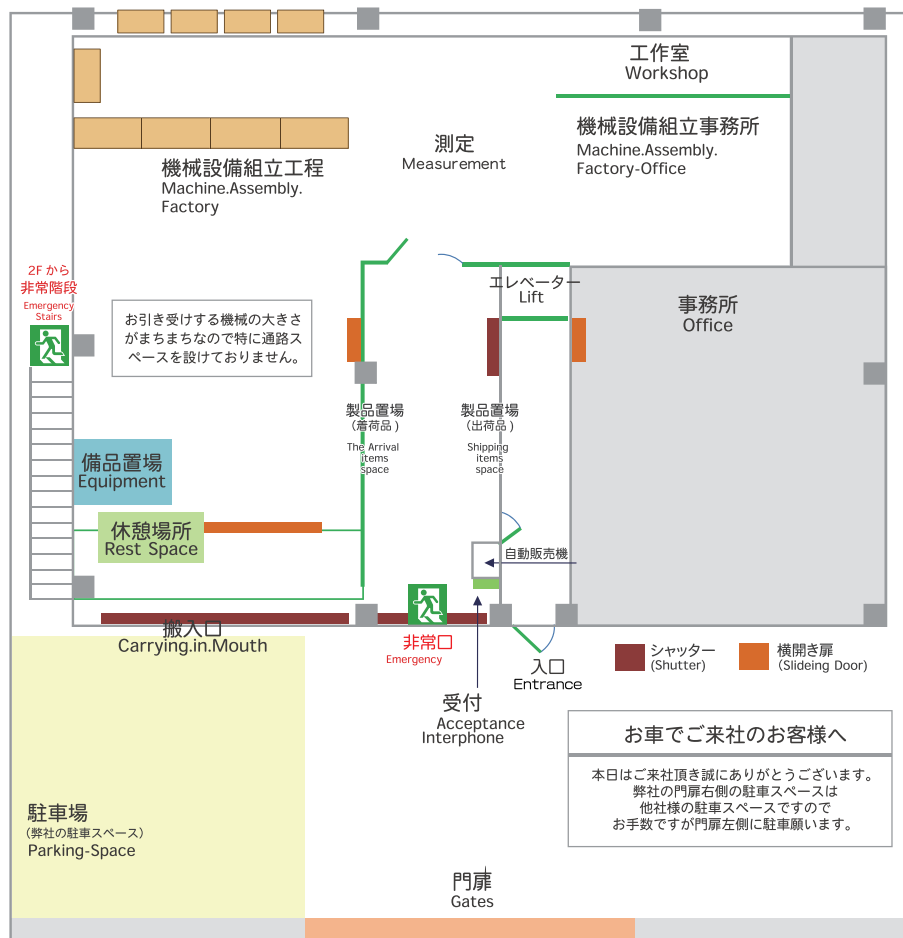 工作室
Workshop
機械設備組立事務所
Machine.Assembly.
Factory-Office
測定
Measurement
機械設備組立工程
Machine.Assembly.
Factory
2Fから
非常階段
Emergency
Stairs
お引き受けする機械の大きさ
がまちまちなので特に通路ス
ペースを設けておりません。
エレベーター
Lift
事務所
Office
製品置場
(着荷品)
The Arrival
items
space
製品置場
(出荷品)
Shipping
items
space
備品置場
Equipment
休憩場所
Rest Space
自動販売機
搬入口
Carrying.in.Mouth
非常口
Emergency
入口
Entrance
シャッター
(Shutter)
横開き扉
(Slideing Door)
受付
Acceptance
Interphone
お車でご来社のお客様へ
本日はご来社頂き誠にありがとうございます。
弊社の門扉右側の駐車スペースは
他社様の駐車スペースですので
お手数ですが門扉左側に駐車願います。
駐車場
(弊社の駐車スペース)
Parking-Space
門扉
Gates